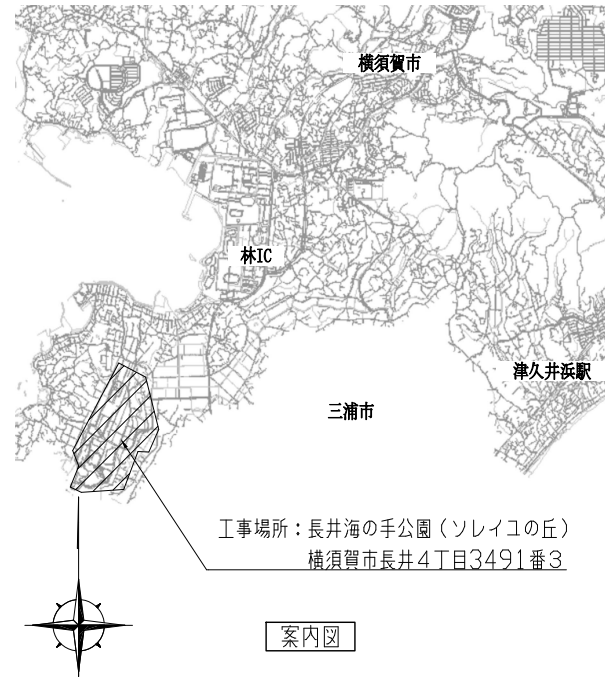 横須賀市
林IC
津久井浜駅
三浦市
工事場所：長井海の手公園（ソレイユの丘）
横須賀市長井４丁目3491番３
案内図